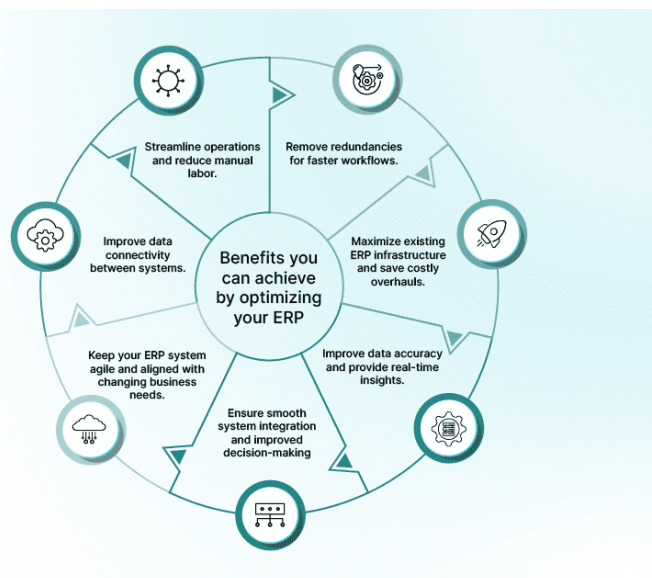 Benefits you
can achieve
by optimizing
your ERP
Streamline operations
and reduce manual
labor.
Remove redundancies
for faster workflows.
Maximize existing
ERP infrastructure
and save costly
overhauls.
Improve data accuracy
and provide real-time
insights.
Ensure smooth
system integration
and improved
decision-making
Keep your ERP system
agile and aligned with
changing business
needs.
Improve data
connectivity
between systems.